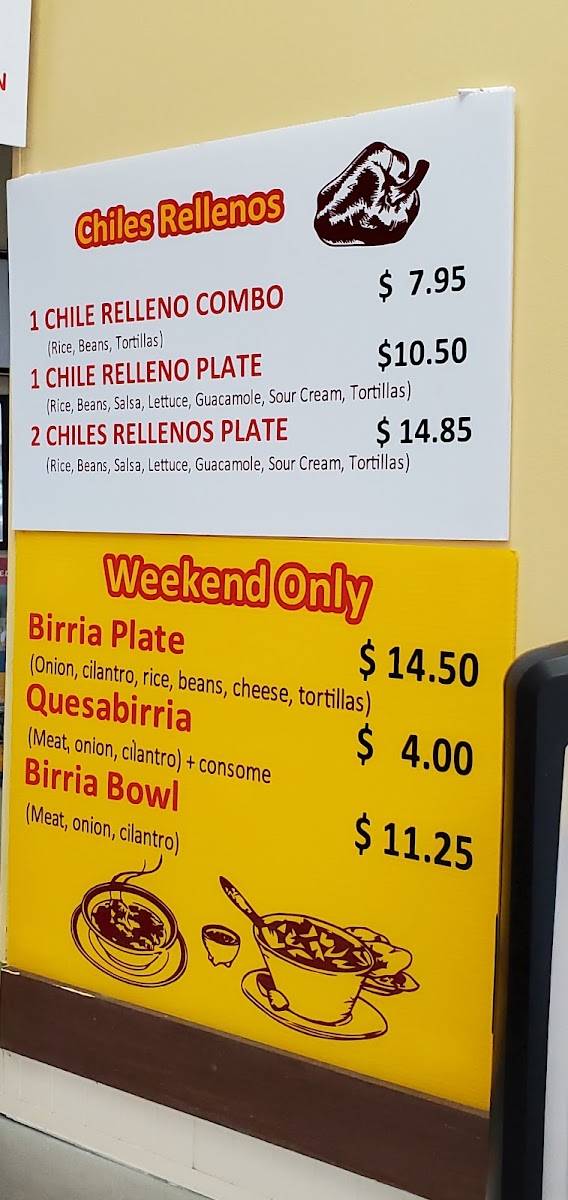 N
Chiles Rellenos
1 CHILE RELLENO COMBO $ 7.95
(Rice, Beans, Tortillas)
1 CHILE RELLENO PLATE $10.50
(Rice, Beans, Salsa, Lettuce, Guacamole, Sour Cream, Tortillas)
2 CHILES RELLENOS PLATE $ 14.85
(Rice, Beans, Salsa, Lettuce, Guacamole, Sour Cream, Tortillas)
Weekend Only
Birria Plate $ 14.50
(Onion, cilantro, rice, beans, cheese, tortillas)
Quesabirria $ 4.00
(Meat, onion, cilantro) + consome
Birria Bowl $ 11.25
(Meat, onion, cilantro)